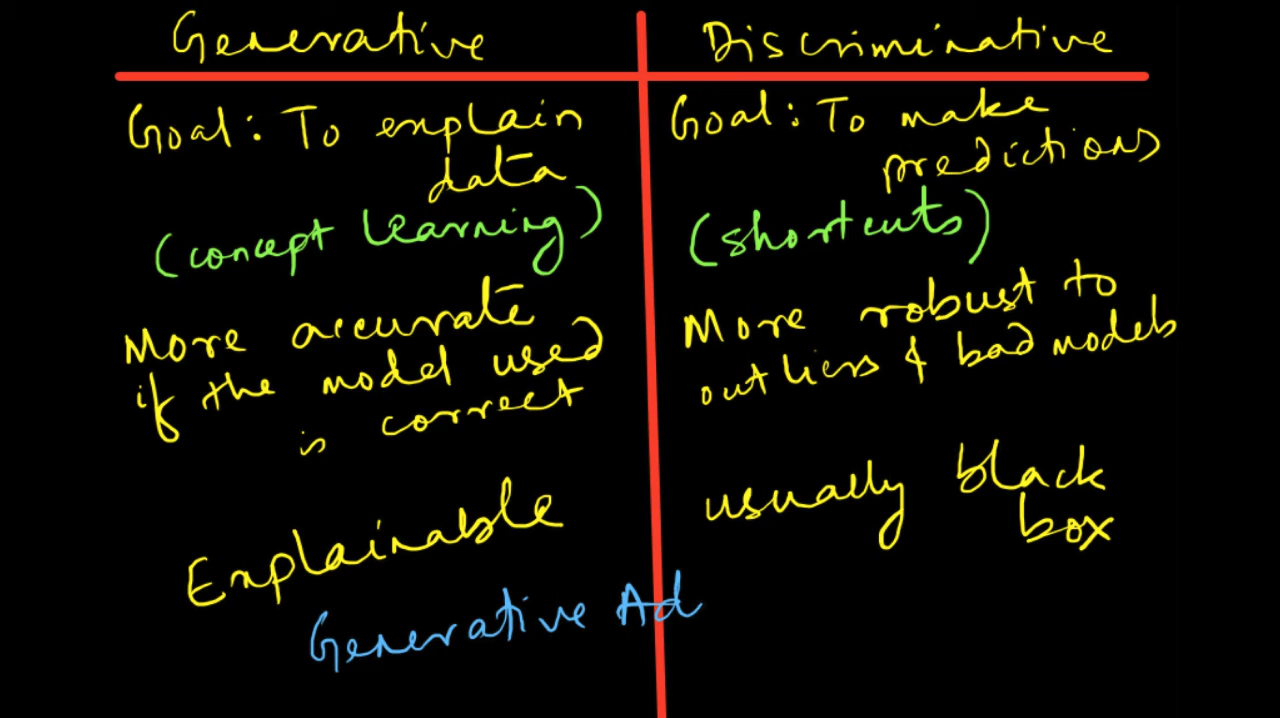 Generative
Goal: To explain
data
(concept learning)
More accurate
if the model used
is correct
Explainable
Discriminative
Goal: To make
predictions
(shortcuts)
More robust to
outliers & bad models
usually black
box
Generative Ad